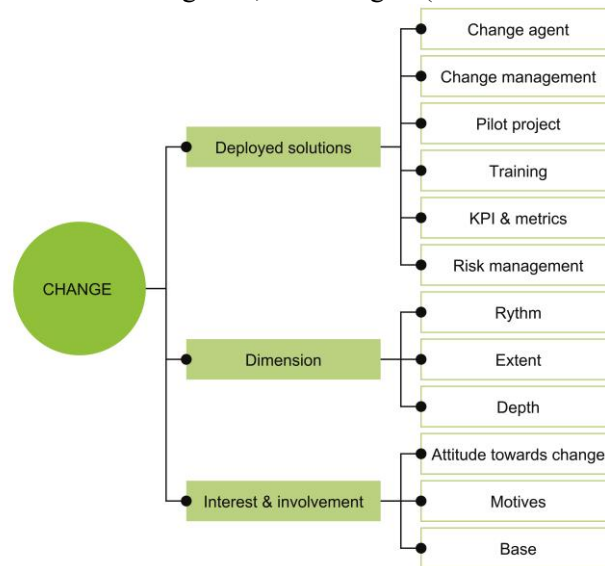 Change agent
Change management
Pilot project
Deployed solutions
Training
KPI & metrics
Risk management
CHANGE
Rythm
Dimension
Extent
Depth
Attitude towards change
Interest & involvement
Motives
Base